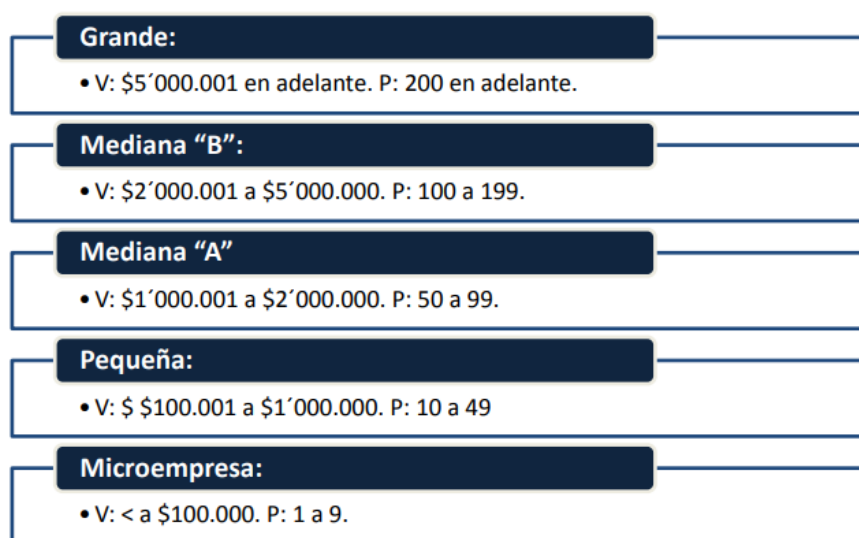 Grande:
• V: $5´000.001 en adelante. P: 200 en adelante.
Mediana “B”:
• V: $2´000.001 a $5´000.000. P: 100 a 199.
Mediana “A”
• V: $1´000.001 a $2´000.000. P: 50 a 99.
Pequeña:
• V: $ $100.001 a $1´000.000. P: 10 a 49
Microempresa:
• V: < a $100.000. P: 1 a 9.